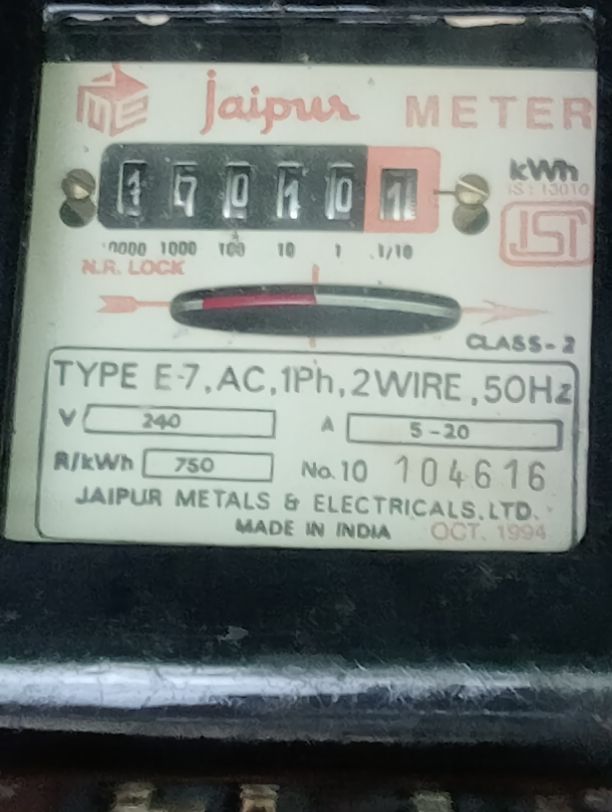 jaipur METER
1 7 0 1 0 1 kWh
IS: 13010
0000 1000 100 10 1 .1/10
N.R. LOCK
CLASS-2
TYPE E-7, AC, 1Ph, 2WIRE, 50Hz
V 240 A 5-20
R/kWh 750 No. 10 104616
JAIPUR METALS & ELECTRICALS. LTD.
MADE IN INDIA OCT. 1994